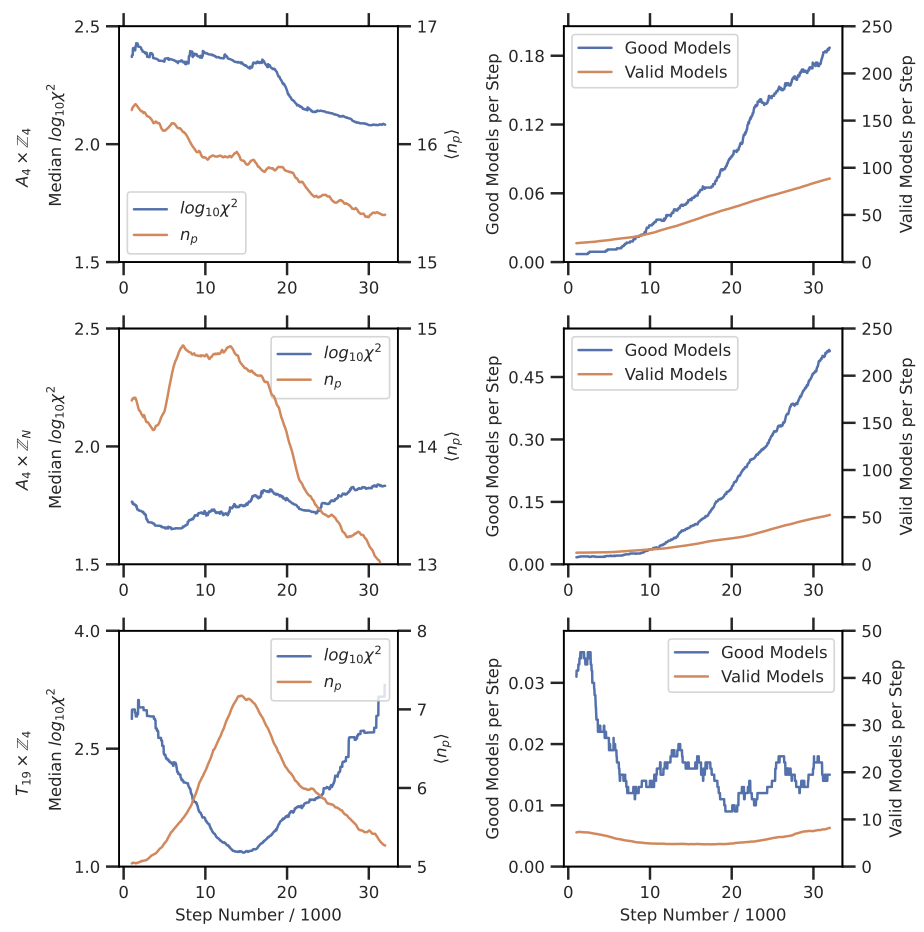 A₄ × ℤ₄
Median log₁₀χ²
2.5
2.0
1.5
17
16
15
⟨nₚ⟩
log₁₀χ²
nₚ
0 10 20 30
Good Models per Step
0.18
0.12
0.06
0.00
Good Models
Valid Models
250
200
150
100
50
0
Valid Models per Step
0 10 20 30
A₄ × ℤ_N
Median log₁₀χ²
2.5
2.0
1.5
15
14
13
⟨nₚ⟩
log₁₀χ²
nₚ
0 10 20 30
Good Models per Step
0.45
0.30
0.15
0.00
Good Models
Valid Models
250
200
150
100
50
0
Valid Models per Step
0 10 20 30
T₁₉ × ℤ₄
Median log₁₀χ²
4.0
2.5
1.0
8
7
6
5
⟨nₚ⟩
log₁₀χ²
nₚ
0 10 20 30
Step Number / 1000
Good Models per Step
0.03
0.02
0.01
0.00
Good Models
Valid Models
50
40
30
20
10
0
Valid Models per Step
0 10 20 30
Step Number / 1000